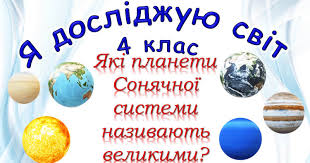 Я досліджую світ
4 клас
Які планети
Сонячної
системи
називають
великими?